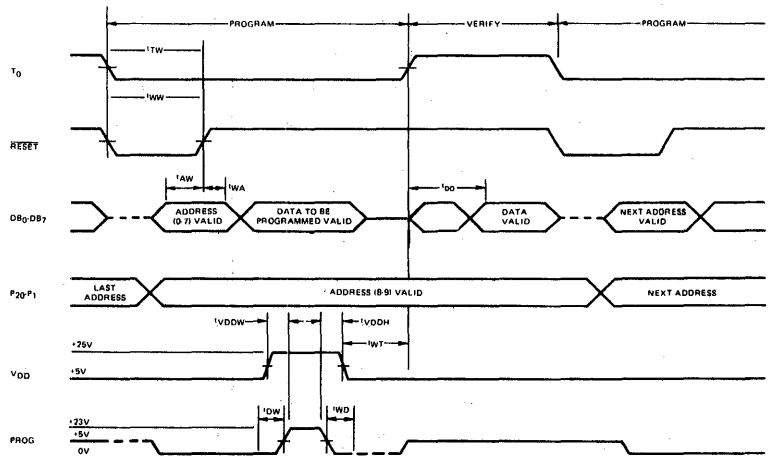 PROGRAM VERIFY PROGRAM
tTW
T0
tWW
RESET
tAW tWA tDO
DB0-DB7 ADDRESS (0-7) VALID DATA TO BE PROGRAMMED VALID DATA VALID NEXT ADDRESS VALID
P20-P1 LAST ADDRESS ADDRESS (8-9) VALID NEXT ADDRESS
tVDDW tVDDH
tWT
+25V
VDD +5V
tDW tWD
+23V
PROG +5V
0V